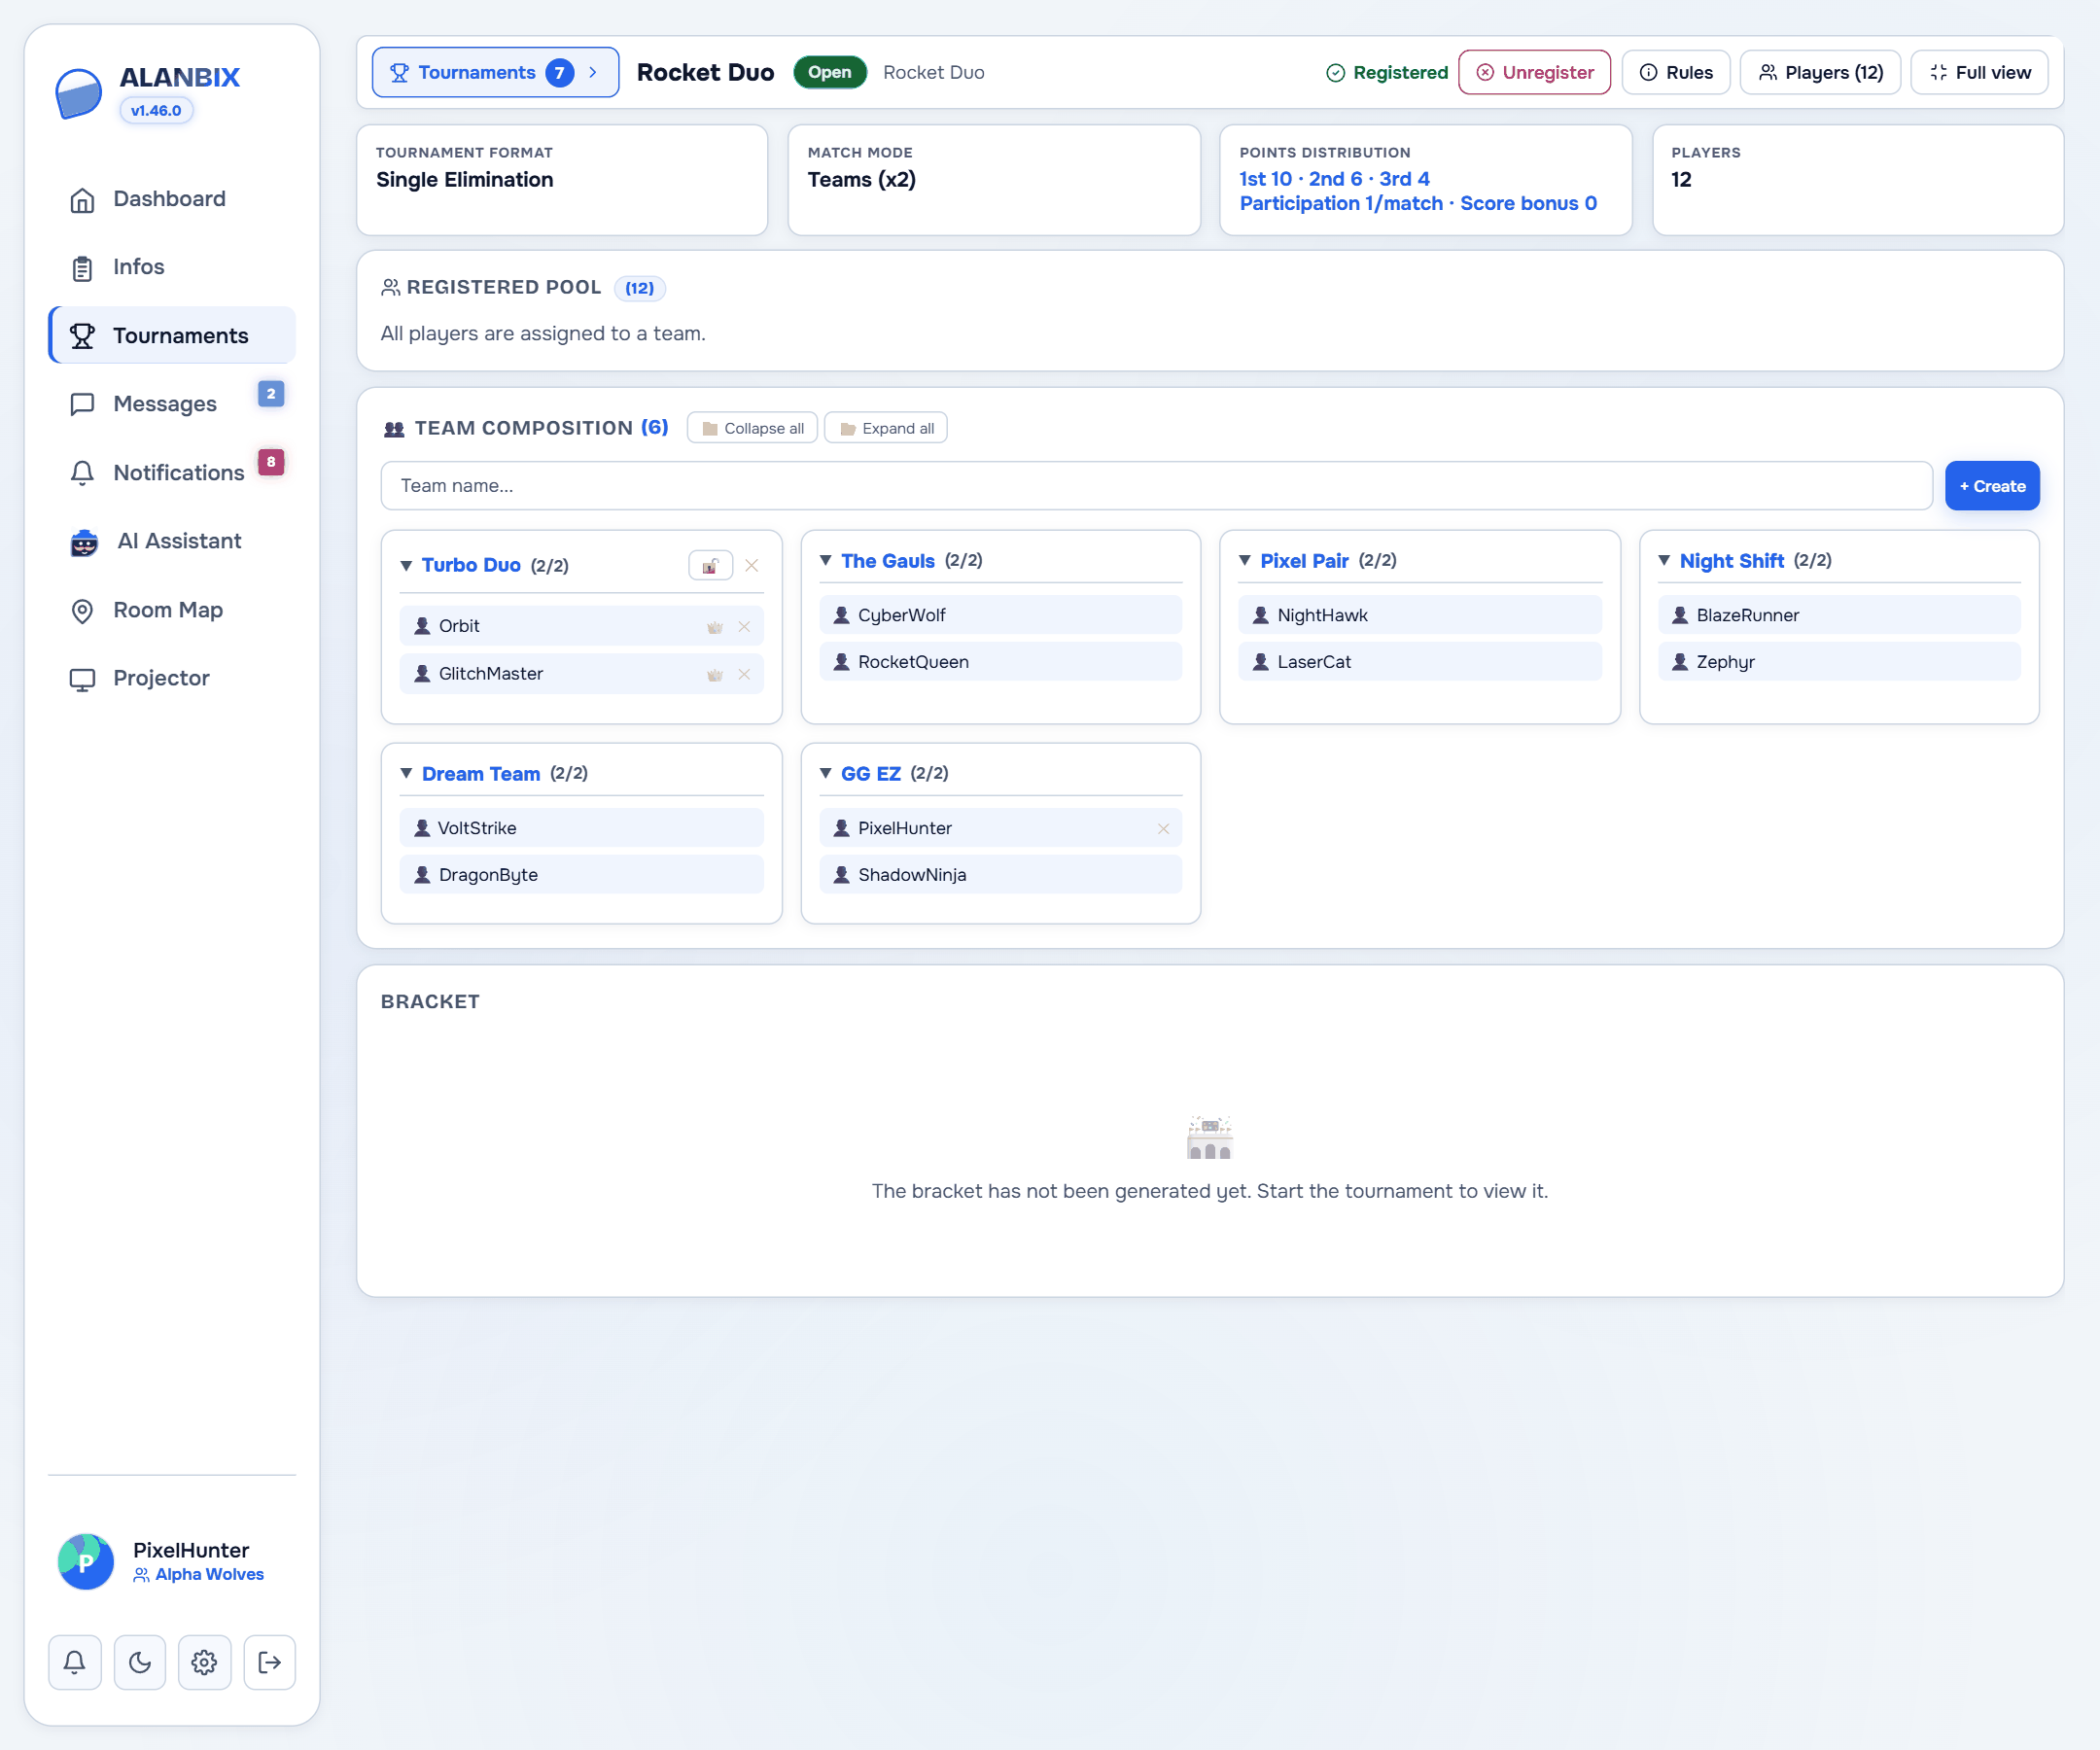 ALANBIX
v1.46.0
Dashboard
Infos
Tournaments
Messages
2
Notifications
8
AI Assistant
Room Map
Projector
P
PixelHunter
Alpha Wolves
Tournaments 7
Rocket Duo
Open
Rocket Duo
Registered
Unregister
Rules
Players (12)
Full view
TOURNAMENT FORMAT
Single Elimination
MATCH MODE
Teams (x2)
POINTS DISTRIBUTION
1st 10 · 2nd 6 · 3rd 4
Participation 1/match · Score bonus 0
PLAYERS
12
REGISTERED POOL (12)
All players are assigned to a team.
TEAM COMPOSITION (6)
Collapse all
Expand all
Team name...
+ Create
Turbo Duo (2/2)
Orbit
GlitchMaster
The Gauls (2/2)
CyberWolf
RocketQueen
Pixel Pair (2/2)
NightHawk
LaserCat
Night Shift (2/2)
BlazeRunner
Zephyr
Dream Team (2/2)
VoltStrike
DragonByte
GG EZ (2/2)
PixelHunter
ShadowNinja
BRACKET
The bracket has not been generated yet. Start the tournament to view it.